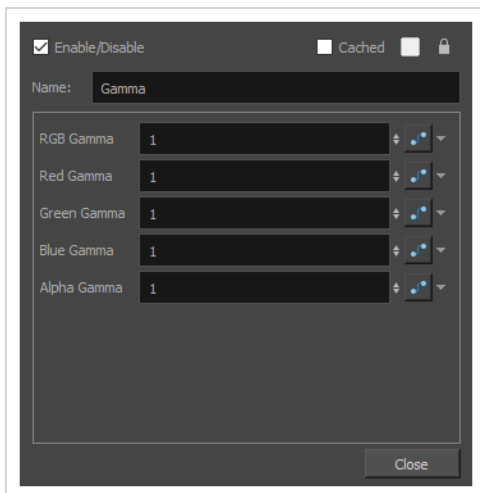 Enable/Disable Cached
Name: Gamma
RGB Gamma 1
Red Gamma 1
Green Gamma 1
Blue Gamma 1
Alpha Gamma 1
Close